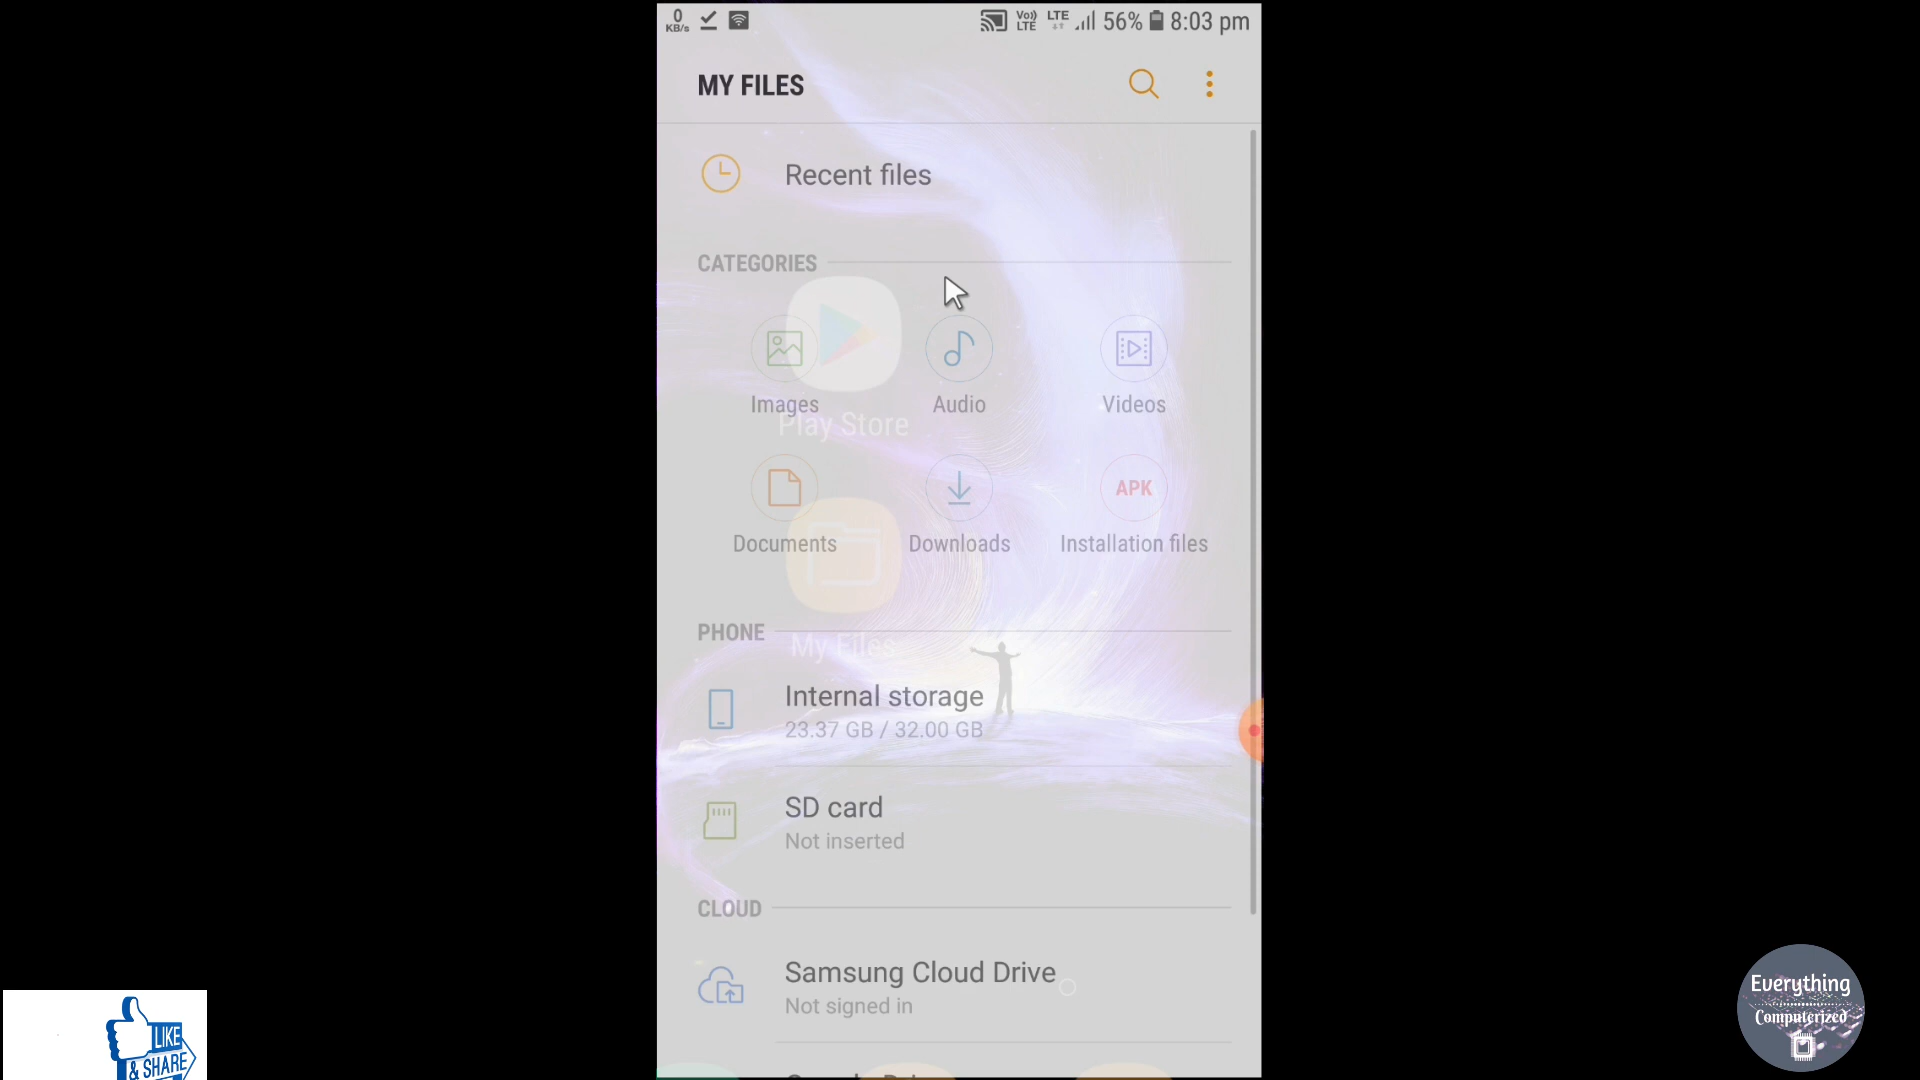 0
KB/s
Vo))
LTE
LTE
56%
8:03 pm
MY FILES
Recent files
CATEGORIES
Images
Audio
Videos
Play Store
APK
Documents
Downloads
Installation files
PHONE
My Files
Internal storage
23.37 GB / 32.00 GB
SD card
Not inserted
CLOUD
Samsung Cloud Drive
Not signed in
LIKE
& SHARE
Everything
Computerized